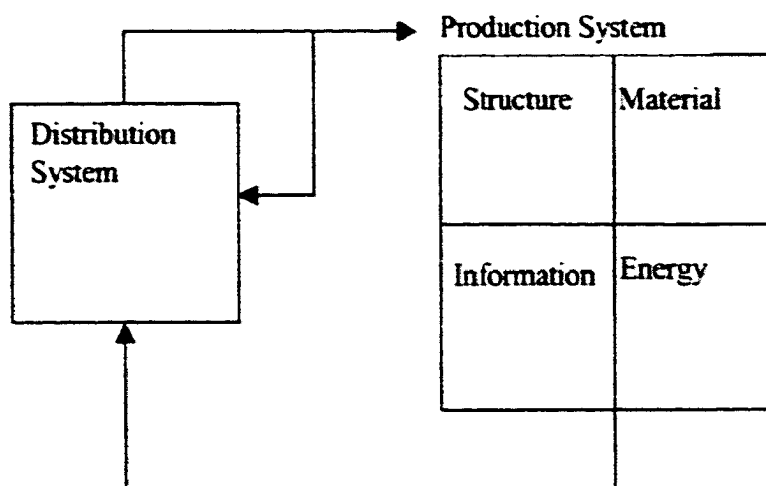 Production System
Structure
Material
Distribution
System
Information
Energy